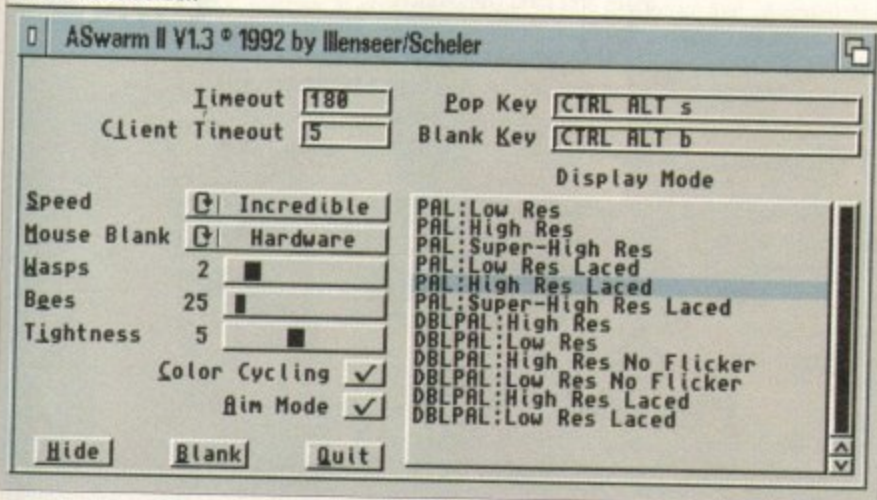 ASwarm II V1.3 © 1992 by Illenseer/Scheler
Timeout 180
Client Timeout 5
Pop Key CTRL ALT s
Blank Key CTRL ALT b
Display Mode
Speed Incredible
Mouse Blank Hardware
Wasps 2
Bees 25
Tightness 5
Color Cycling ✓
Aim Mode ✓
Hide Blank Quit
PAL:Low Res
PAL:High Res
PAL:Super-High Res
PAL:Low Res Laced
PAL:High Res Laced
PAL:Super-High Res Laced
DBLPAL:High Res
DBLPAL:Low Res
DBLPAL:High Res No Flicker
DBLPAL:Low Res No Flicker
DBLPAL:High Res Laced
DBLPAL:Low Res Laced